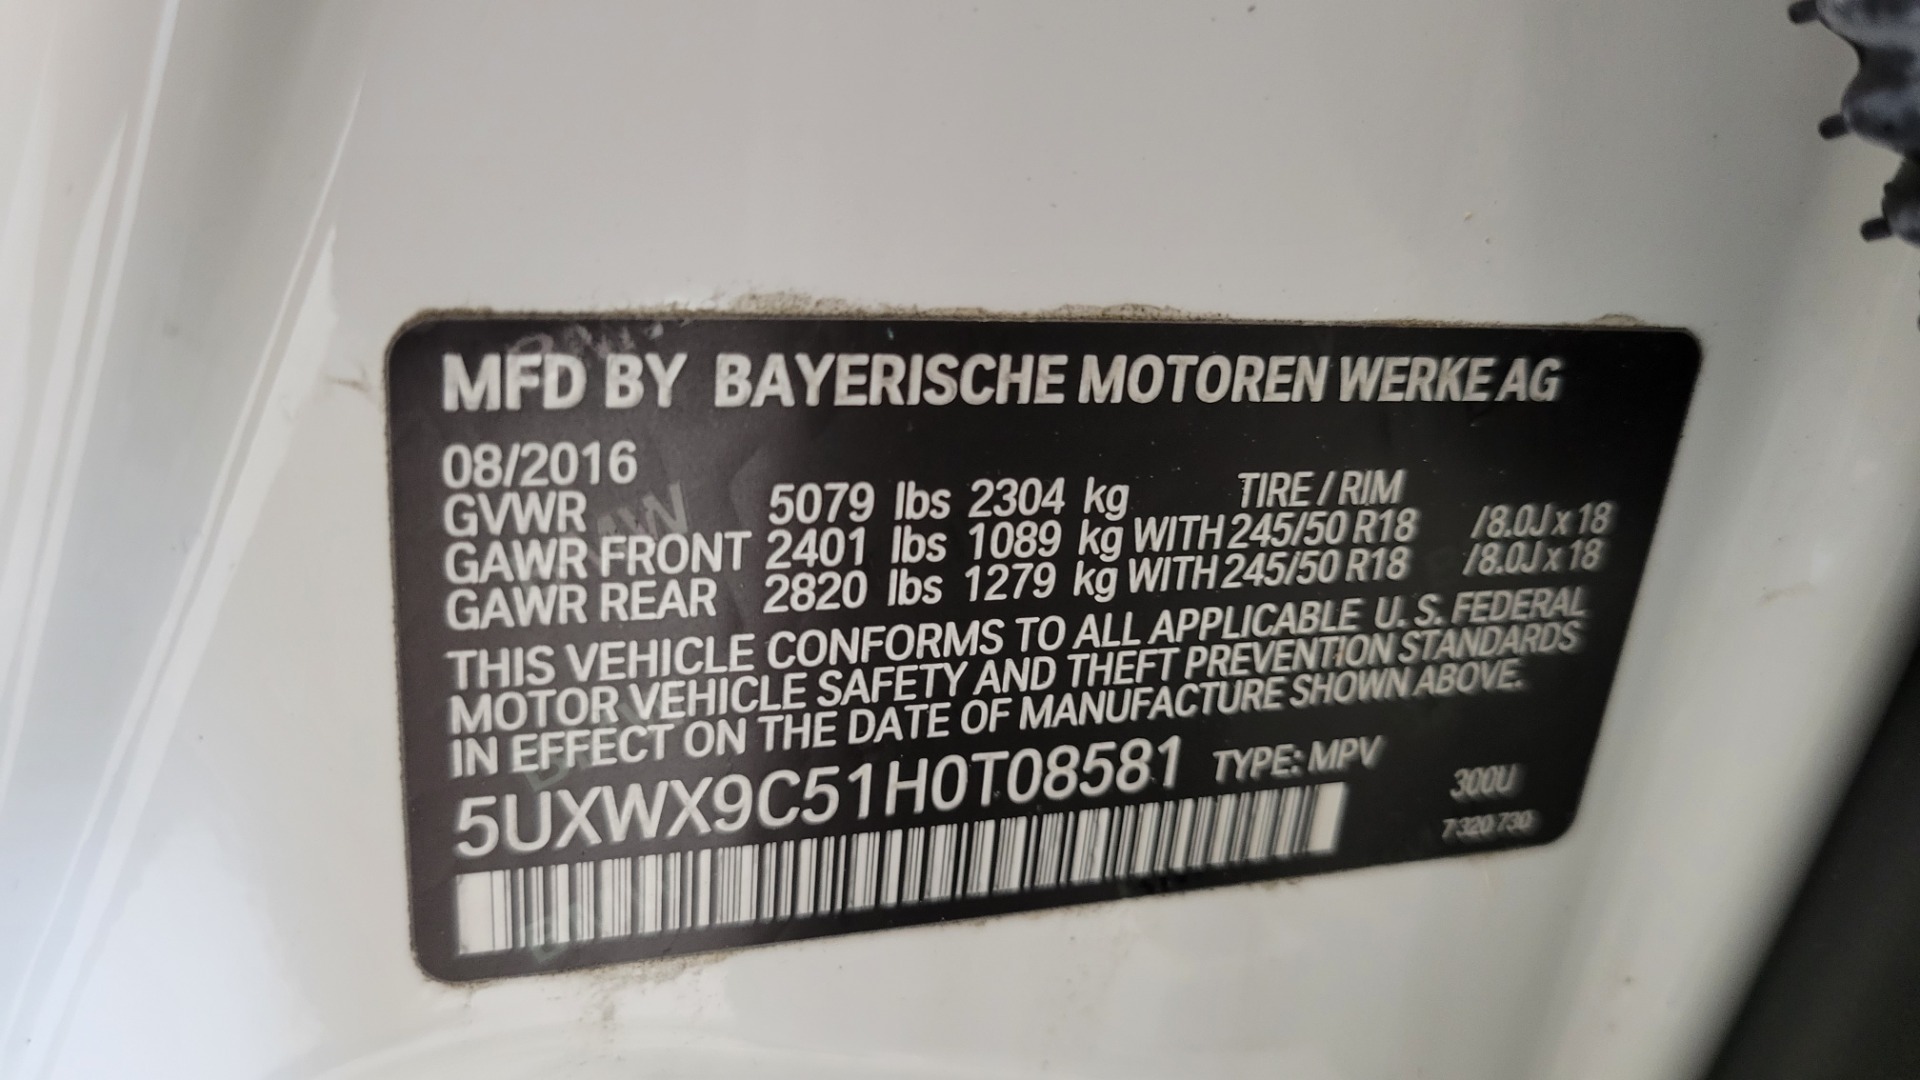 MFD BY BAYERISCHE MOTOREN WERKE AG
08/2016
GVWR 5079 lbs 2304 kg TIRE / RIM
GAWR FRONT 2401 lbs 1089 kg WITH 245/50 R18 /8.0J x 18
GAWR REAR 2820 lbs 1279 kg WITH 245/50 R18 /8.0J x 18
THIS VEHICLE CONFORMS TO ALL APPLICABLE U. S. FEDERAL
MOTOR VEHICLE SAFETY AND THEFT PREVENTION STANDARDS
IN EFFECT ON THE DATE OF MANUFACTURE SHOWN ABOVE.
5UXWX9C51H0T08581 TYPE: MPV
300U
7 320 730